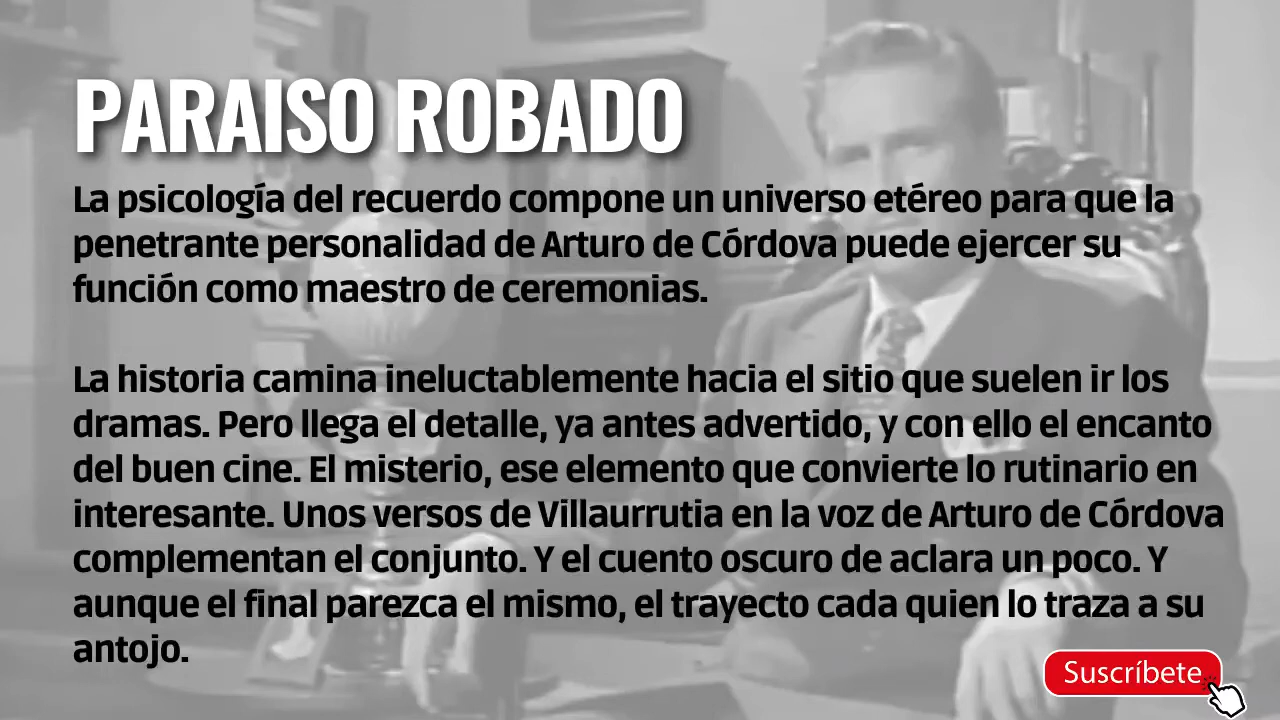 PARAISO ROBADO
La psicología del recuerdo compone un universo etéreo para que la
penetrante personalidad de Arturo de Córdova puede ejercer su
función como maestro de ceremonias.
La historia camina ineluctablemente hacia el sitio que suelen ir los
dramas. Pero llega el detalle, ya antes advertido, y con ello el encanto
del buen cine. El misterio, ese elemento que convierte lo rutinario en
interesante. Unos versos de Villaurrutia en la voz de Arturo de Córdova
complementan el conjunto. Y el cuento oscuro de aclara un poco. Y
aunque el final parezca el mismo, el trayecto cada quien lo traza a su
antojo.
Suscríbete